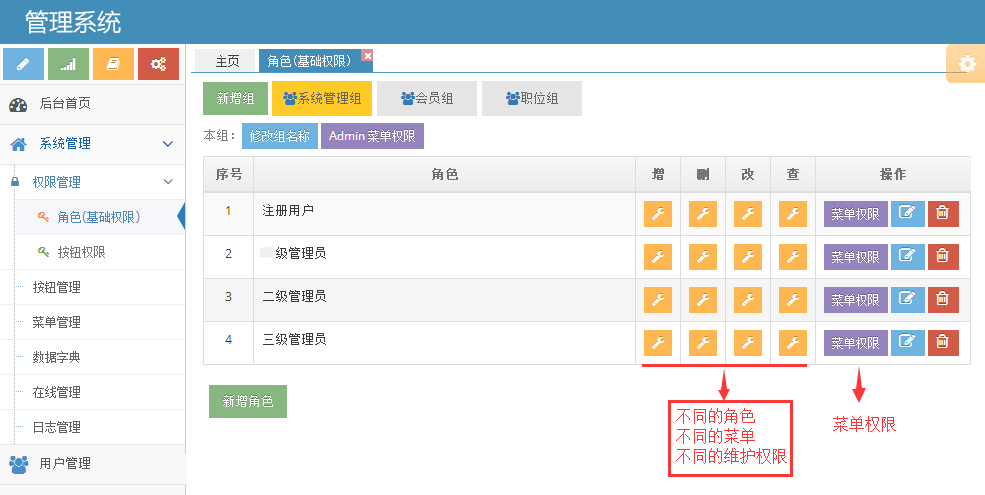 管理系统
主页 角色(基础权限)
后台首页
系统管理
权限管理
角色(基础权限)
按钮权限
按钮管理
菜单管理
数据字典
在线管理
日志管理
用户管理
新增组 系统管理组 会员组 职位组
本组： 修改组名称 Admin 菜单权限
序号 角色 增 删 改 查 操作
1 注册用户 菜单权限
2 级管理员 菜单权限
3 二级管理员 菜单权限
4 三级管理员 菜单权限
新增角色
不同的角色
不同的菜单
不同的维护权限
菜单权限